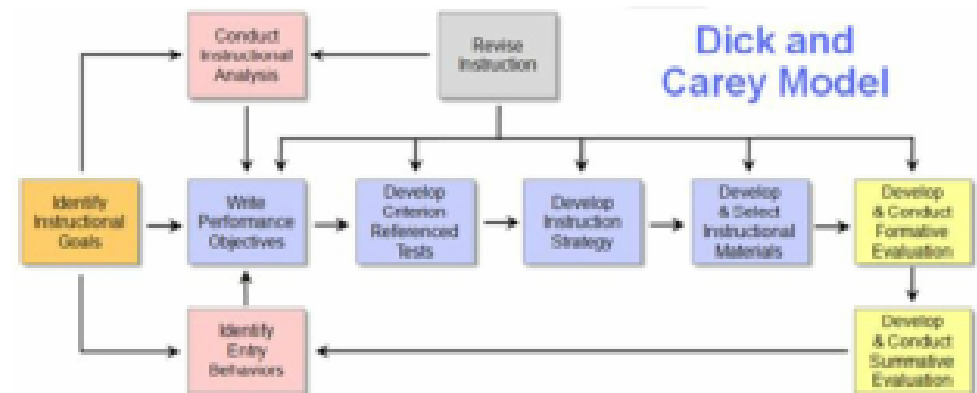 Conduct
Instructional
Analysis
Revise
Instruction
Dick and
Carey Model
Identify
Instructional
Goals
Write
Performance
Objectives
Develop
Criterion
Referenced
Tests
Develop
Instruction
Strategy
Develop
& Select
Instructional
Materials
Develop
& Conduct
Formative
Evaluation
Identify
Entry
Behaviors
Develop
& Conduct
Summative
Evaluation